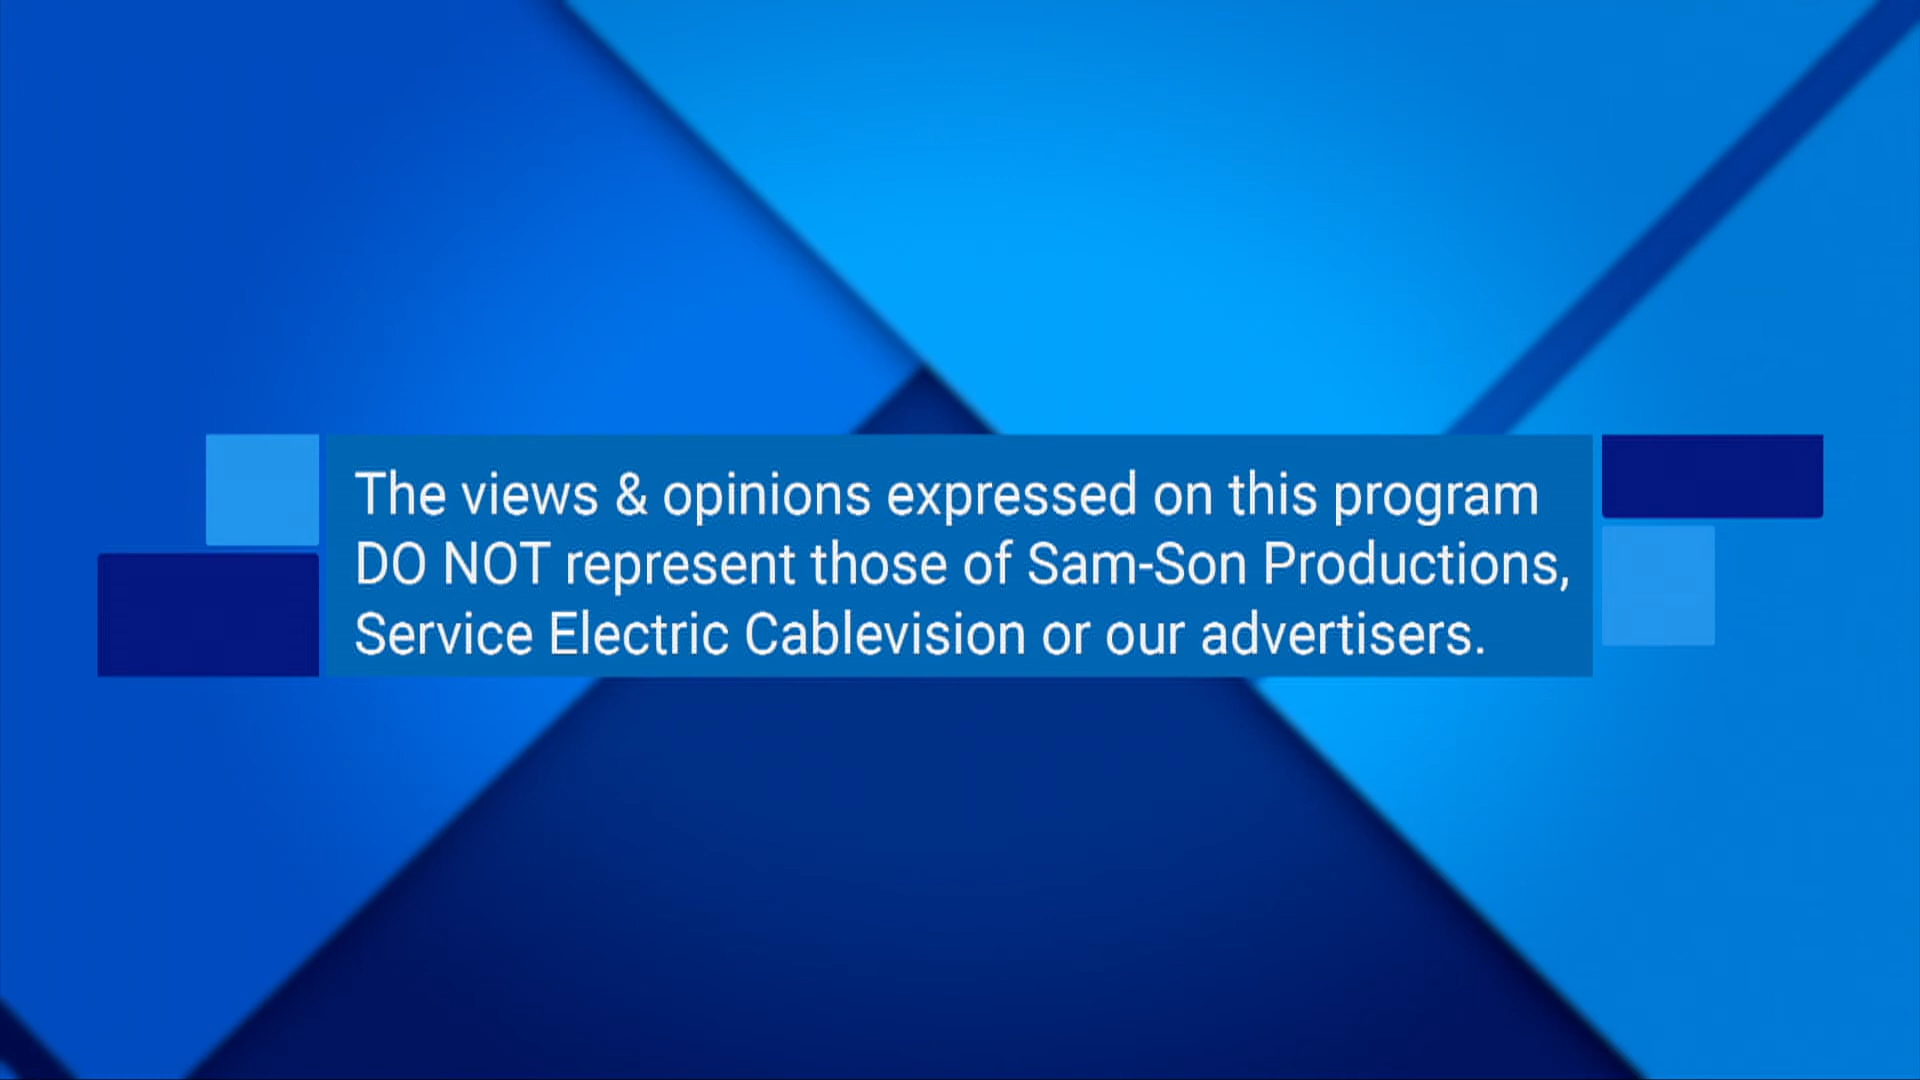 The views & opinions expressed on this program
DO NOT represent those of Sam-Son Productions,
Service Electric Cablevision or our advertisers.